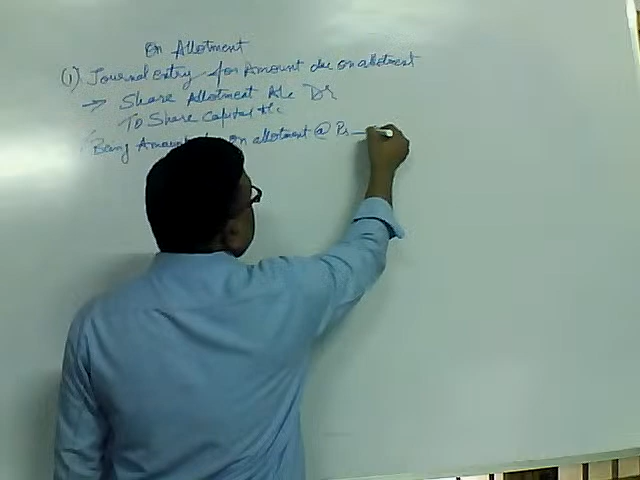 On Allotment
(1) Journal entry for Amount due on allotment
→ Share Allotment A/c Dr
To Share Capital A/c
Being Amount on allotment @ Rs —